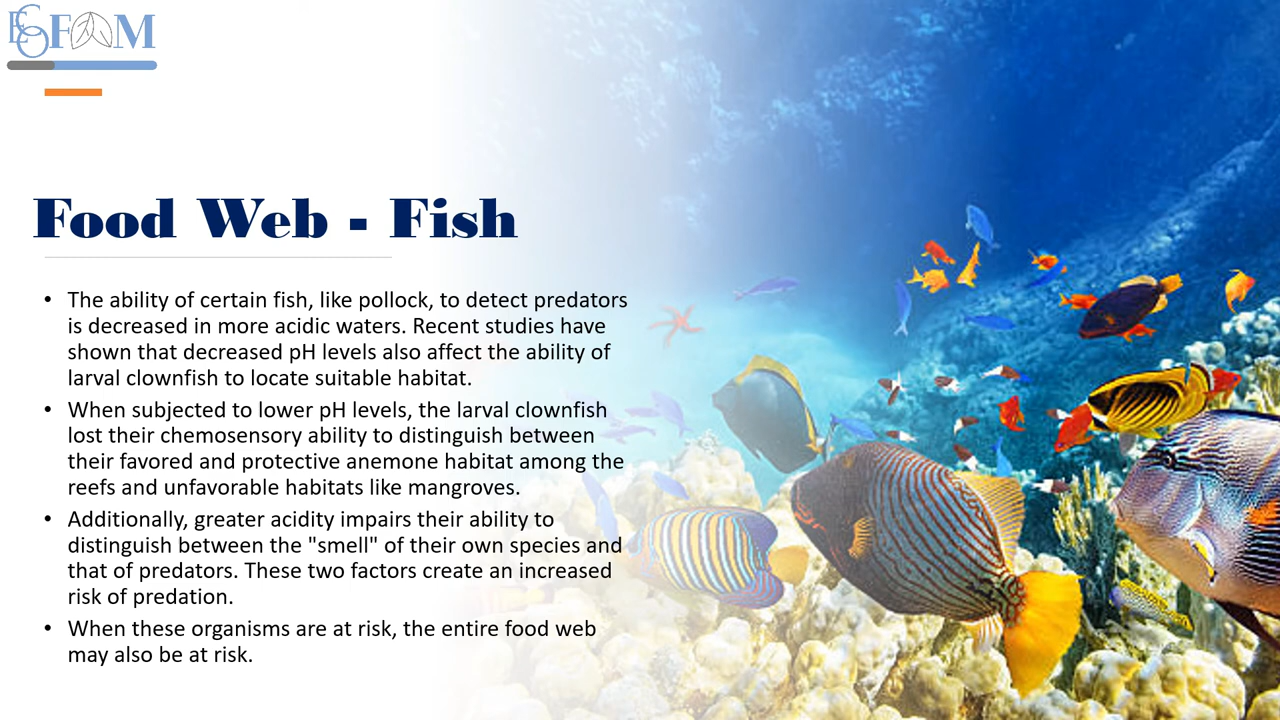 ECOFAM
Food Web - Fish
• The ability of certain fish, like pollock, to detect predators
is decreased in more acidic waters. Recent studies have
shown that decreased pH levels also affect the ability of
larval clownfish to locate suitable habitat.
• When subjected to lower pH levels, the larval clownfish
lost their chemosensory ability to distinguish between
their favored and protective anemone habitat among the
reefs and unfavorable habitats like mangroves.
• Additionally, greater acidity impairs their ability to
distinguish between the "smell" of their own species and
that of predators. These two factors create an increased
risk of predation.
• When these organisms are at risk, the entire food web
may also be at risk.